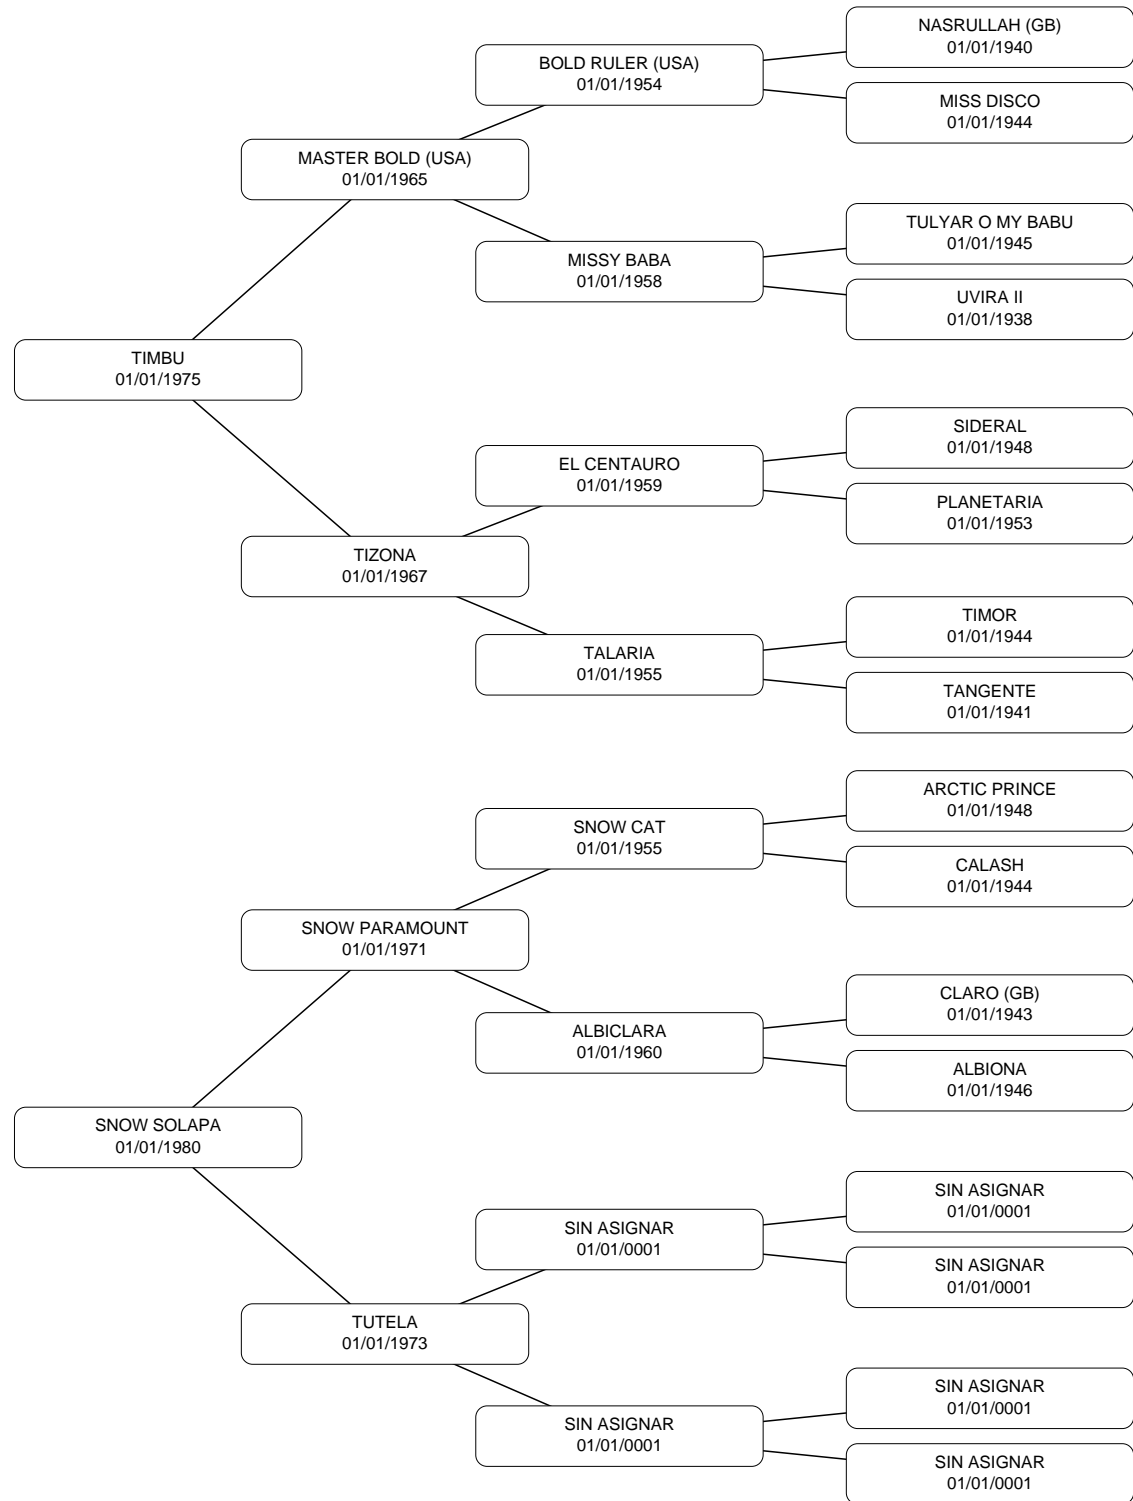 NASRULLAH (GB)
01/01/1940
BOLD RULER (USA)
01/01/1954
MISS DISCO
01/01/1944
MASTER BOLD (USA)
01/01/1965
TULYAR O MY BABU
01/01/1945
MISSY BABA
01/01/1958
UVIRA II
01/01/1938
TIMBU
01/01/1975
SIDERAL
01/01/1948
EL CENTAURO
01/01/1959
PLANETARIA
01/01/1953
TIZONA
01/01/1967
TIMOR
01/01/1944
TALARIA
01/01/1955
TANGENTE
01/01/1941
ARCTIC PRINCE
01/01/1948
SNOW CAT
01/01/1955
CALASH
01/01/1944
SNOW PARAMOUNT
01/01/1971
CLARO (GB)
01/01/1943
ALBICLARA
01/01/1960
ALBIONA
01/01/1946
SNOW SOLAPA
01/01/1980
SIN ASIGNAR
01/01/0001
SIN ASIGNAR
01/01/0001
SIN ASIGNAR
01/01/0001
TUTELA
01/01/1973
SIN ASIGNAR
01/01/0001
SIN ASIGNAR
01/01/0001
SIN ASIGNAR
01/01/0001